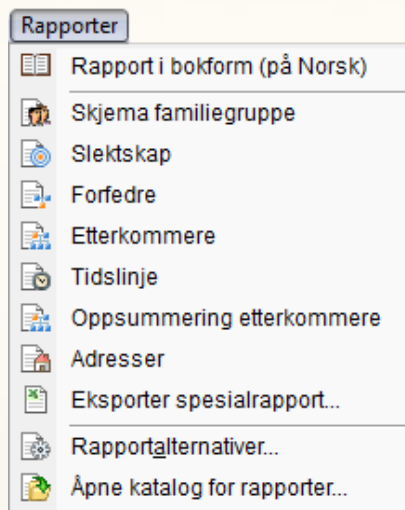 Rapporter
Rapport i bokform (på Norsk)
Skjema familiegruppe
Slektskap
Forfedre
Etterkommere
Tidslinje
Oppsummering etterkommere
Adresser
Eksporter spesialrapport...
Rapportalternativer...
Åpne katalog for rapporter...